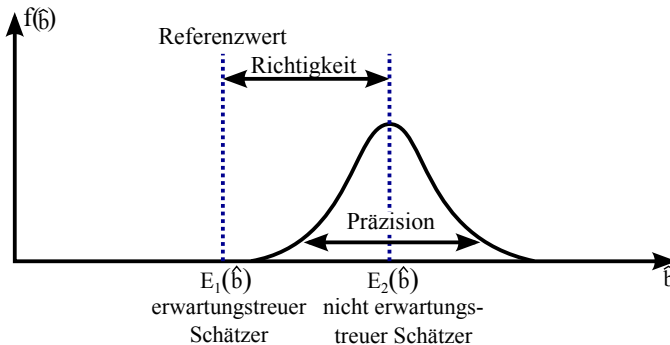 f(b̂)
Referenzwert
Richtigkeit
Präzision
b̂
E₁(b̂)
erwartungstreuer
Schätzer
E₂(b̂)
nicht erwartungs-
treuer Schätzer